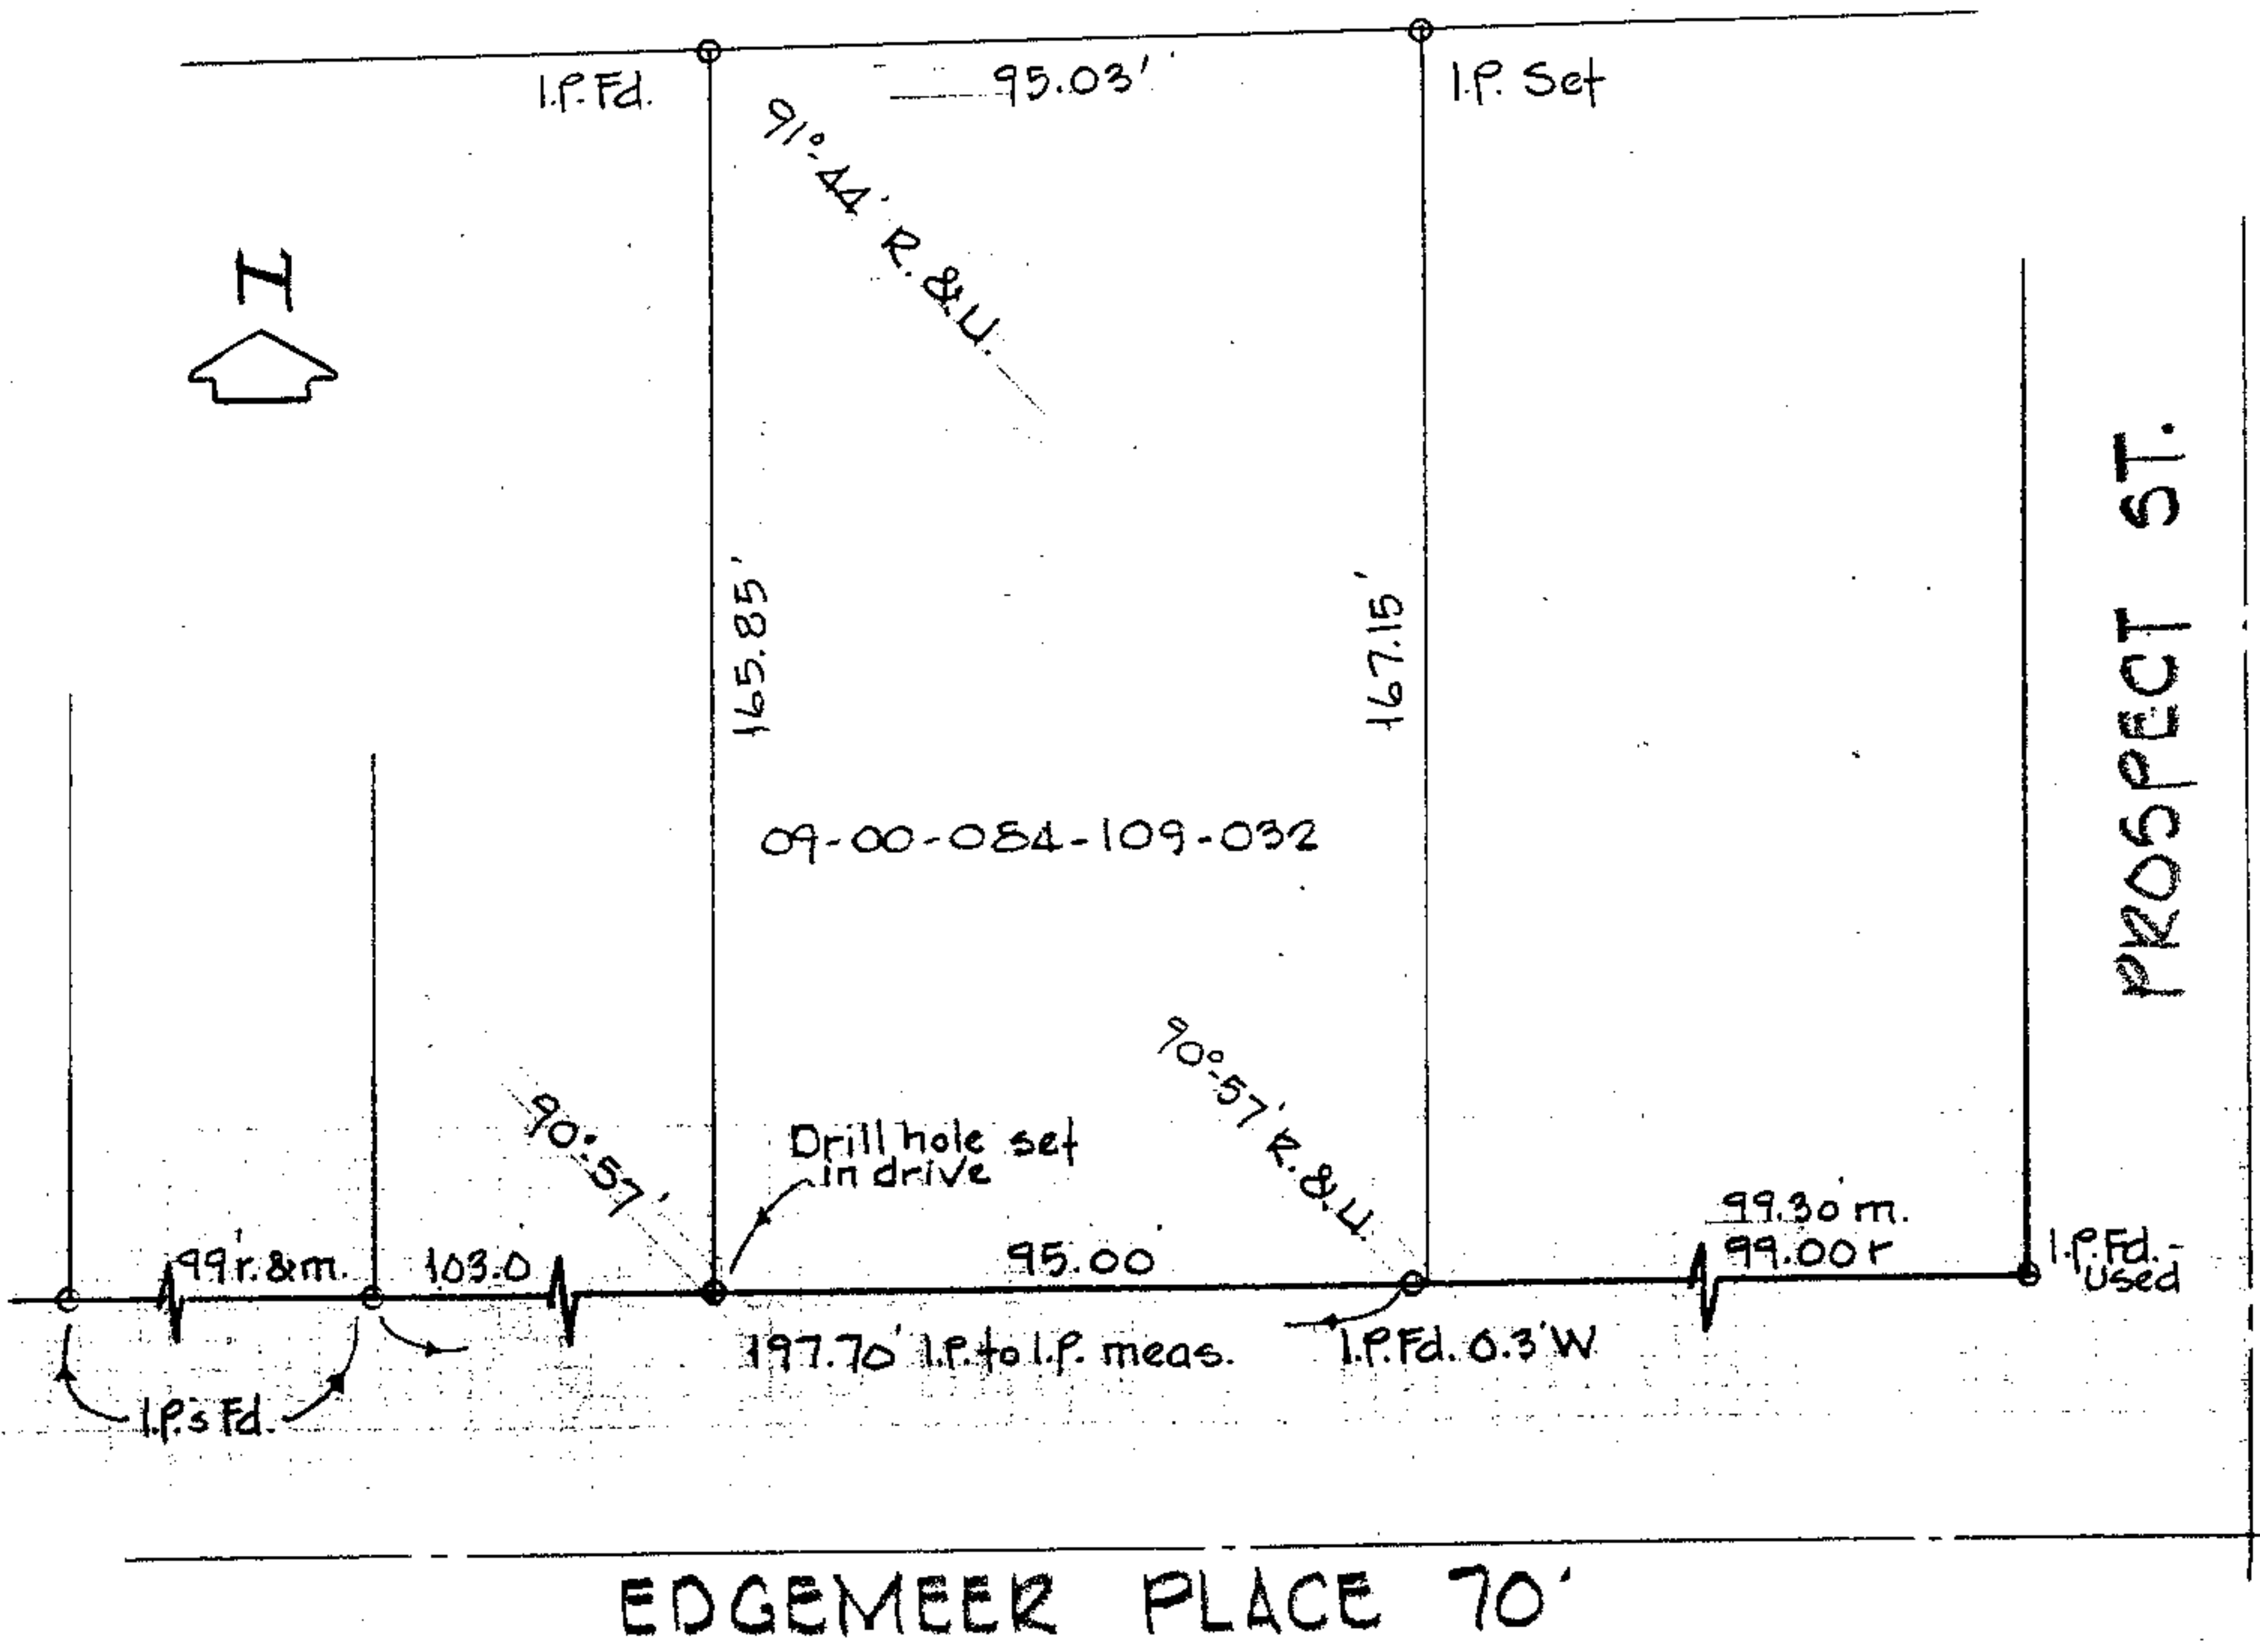 I.P. Fd.
95.03'
I.P. Set
91°-44' R.&U.
N
165.85'
167.15'
PROSPECT ST.
09-00-084-109-032
90°-57' R.&U.
90°-57'
Drill hole set
in drive
99.30' m.
99.00 r
99' r.&m.
103.0
95.00'
I.P. Fd. -
Used
197.70' I.P. to I.P. meas.
I.P. Fd. 0.3' W
I.P.s Fd.
EDGEMEER PLACE 70'